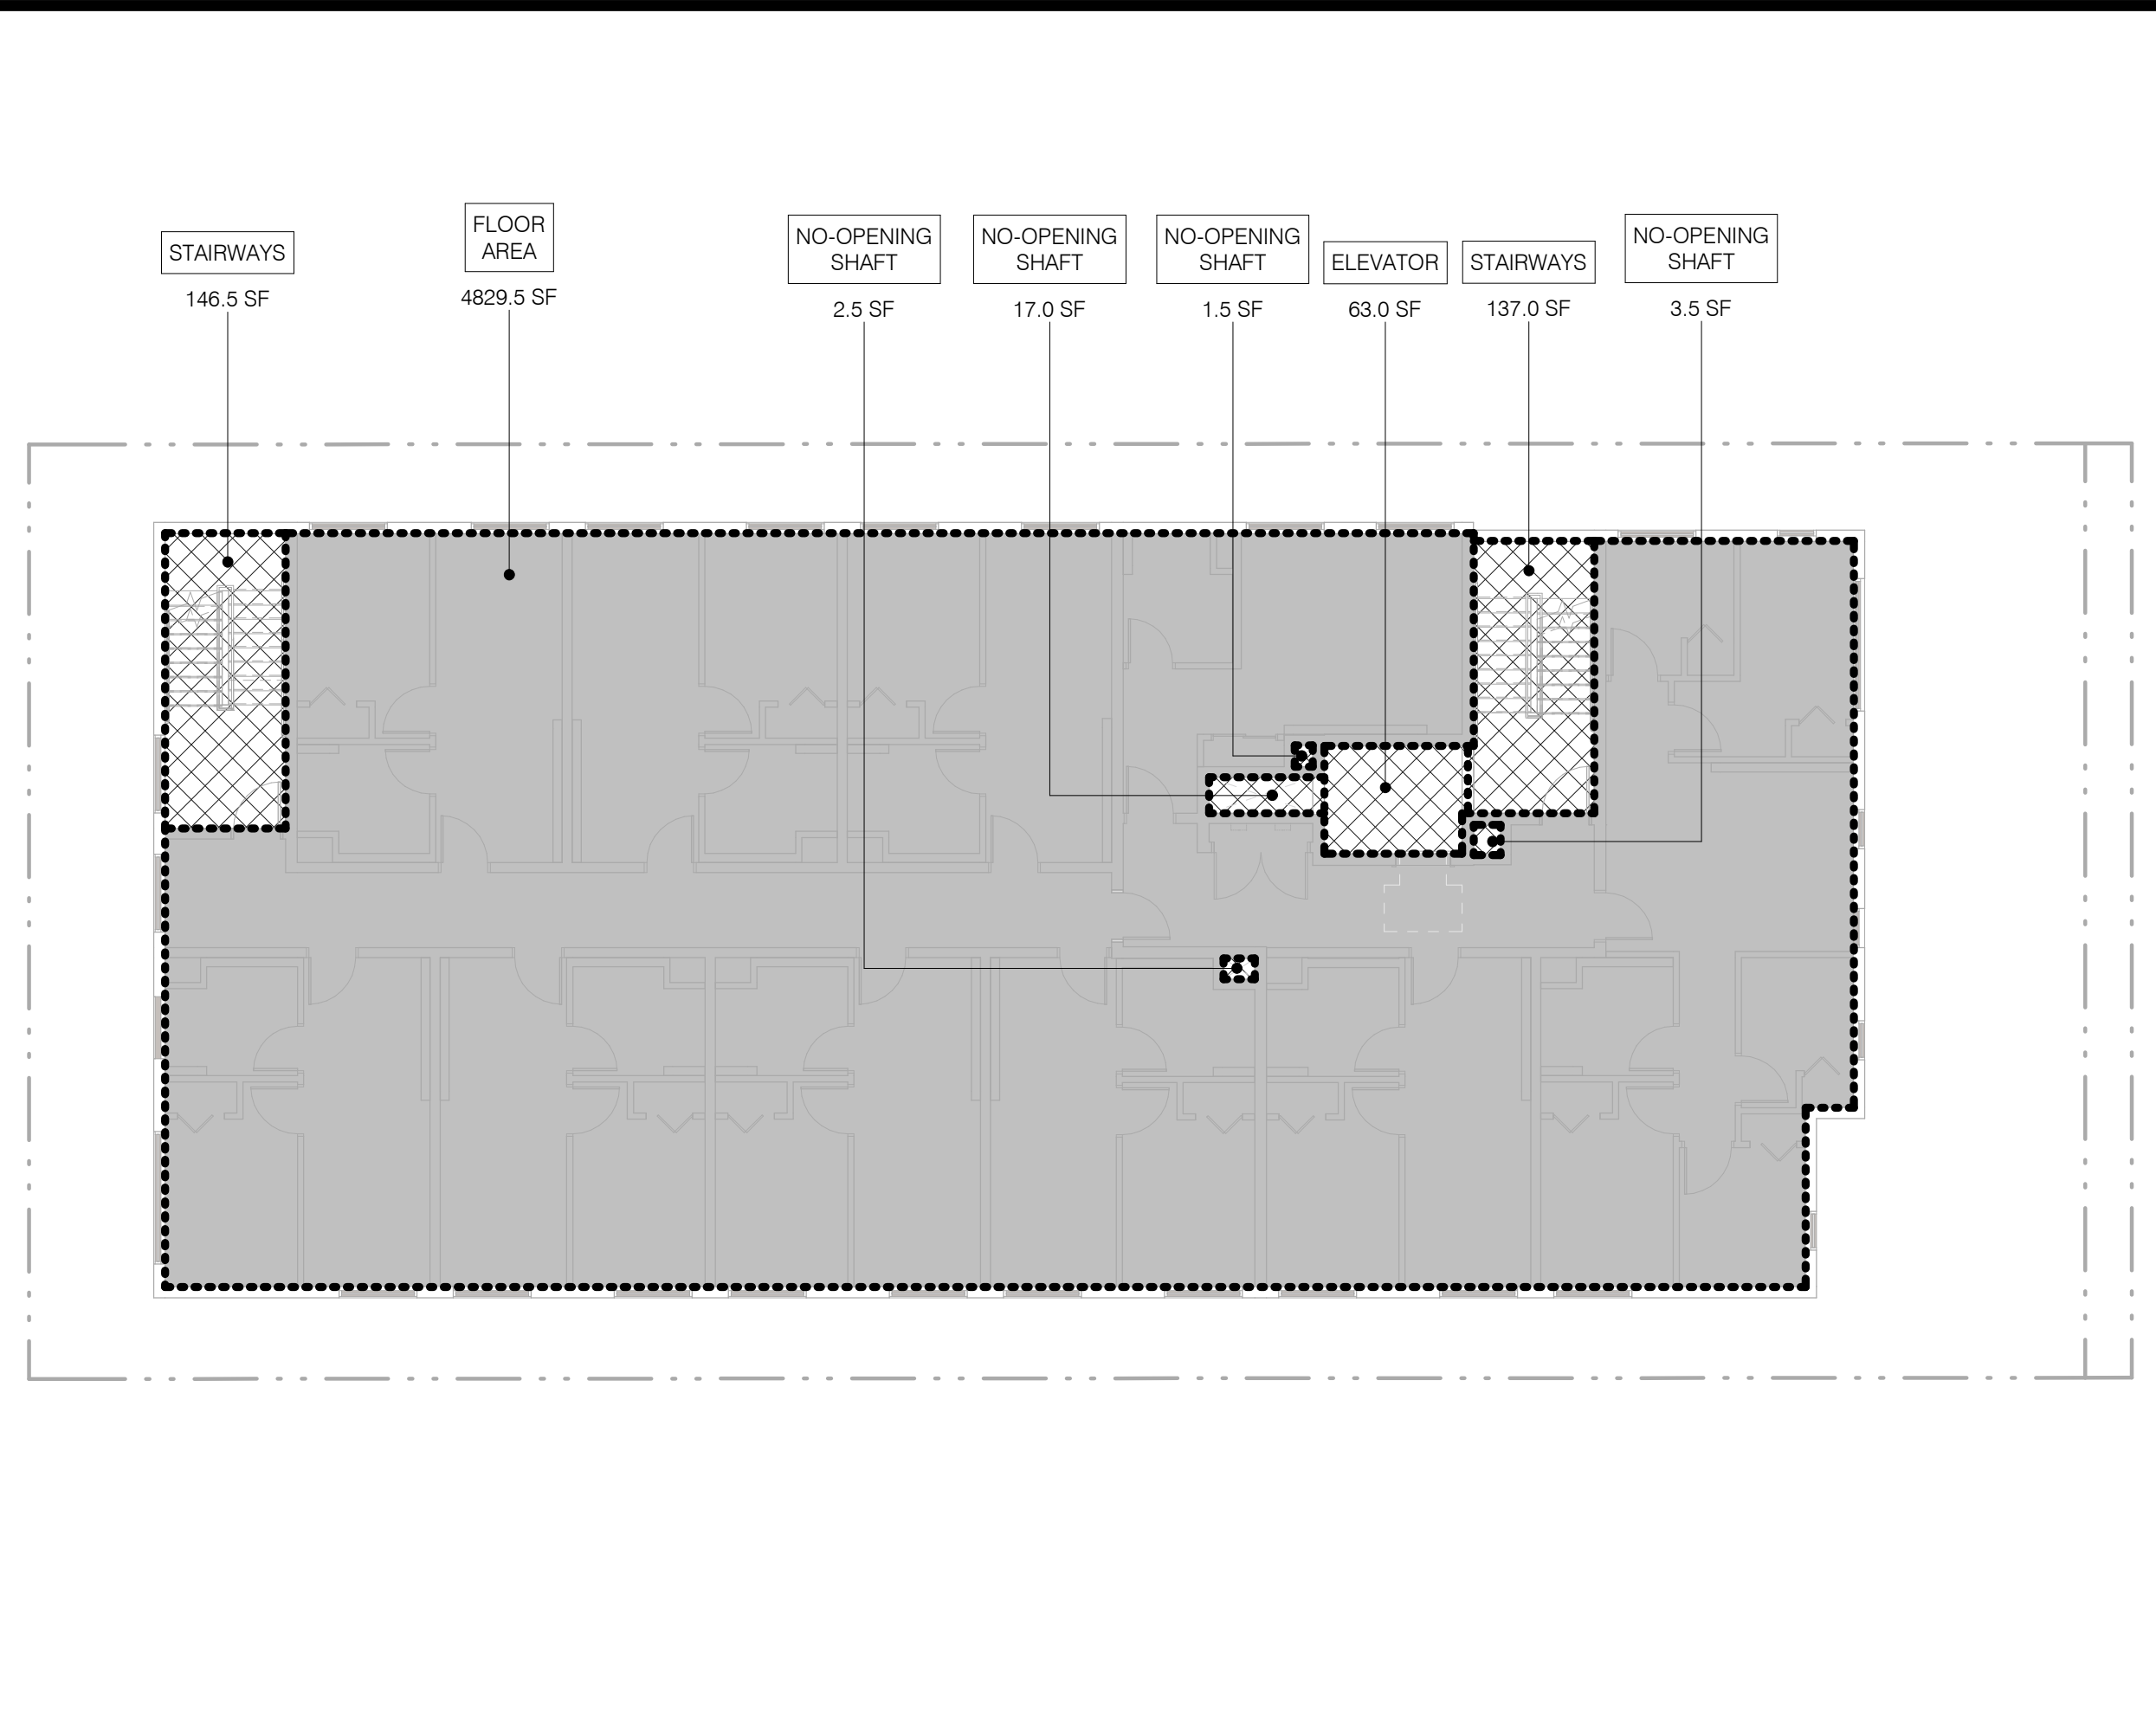 STAIRWAYS
146.5 SF
FLOOR
AREA
4829.5 SF
NO-OPENING
SHAFT
2.5 SF
NO-OPENING
SHAFT
17.0 SF
NO-OPENING
SHAFT
1.5 SF
ELEVATOR
63.0 SF
STAIRWAYS
137.0 SF
NO-OPENING
SHAFT
3.5 SF